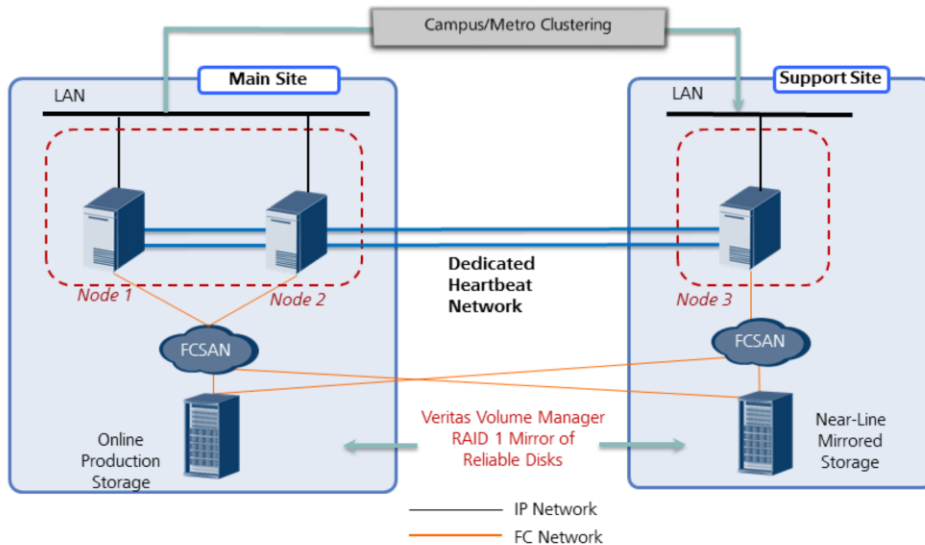 Campus/Metro Clustering
Main Site
Support Site
LAN
LAN
Dedicated
Heartbeat
Network
Node 1
Node 2
Node 3
FCSAN
FCSAN
Veritas Volume Manager
RAID 1 Mirror of
Reliable Disks
Online
Production
Storage
Near-Line
Mirrored
Storage
IP Network
FC Network